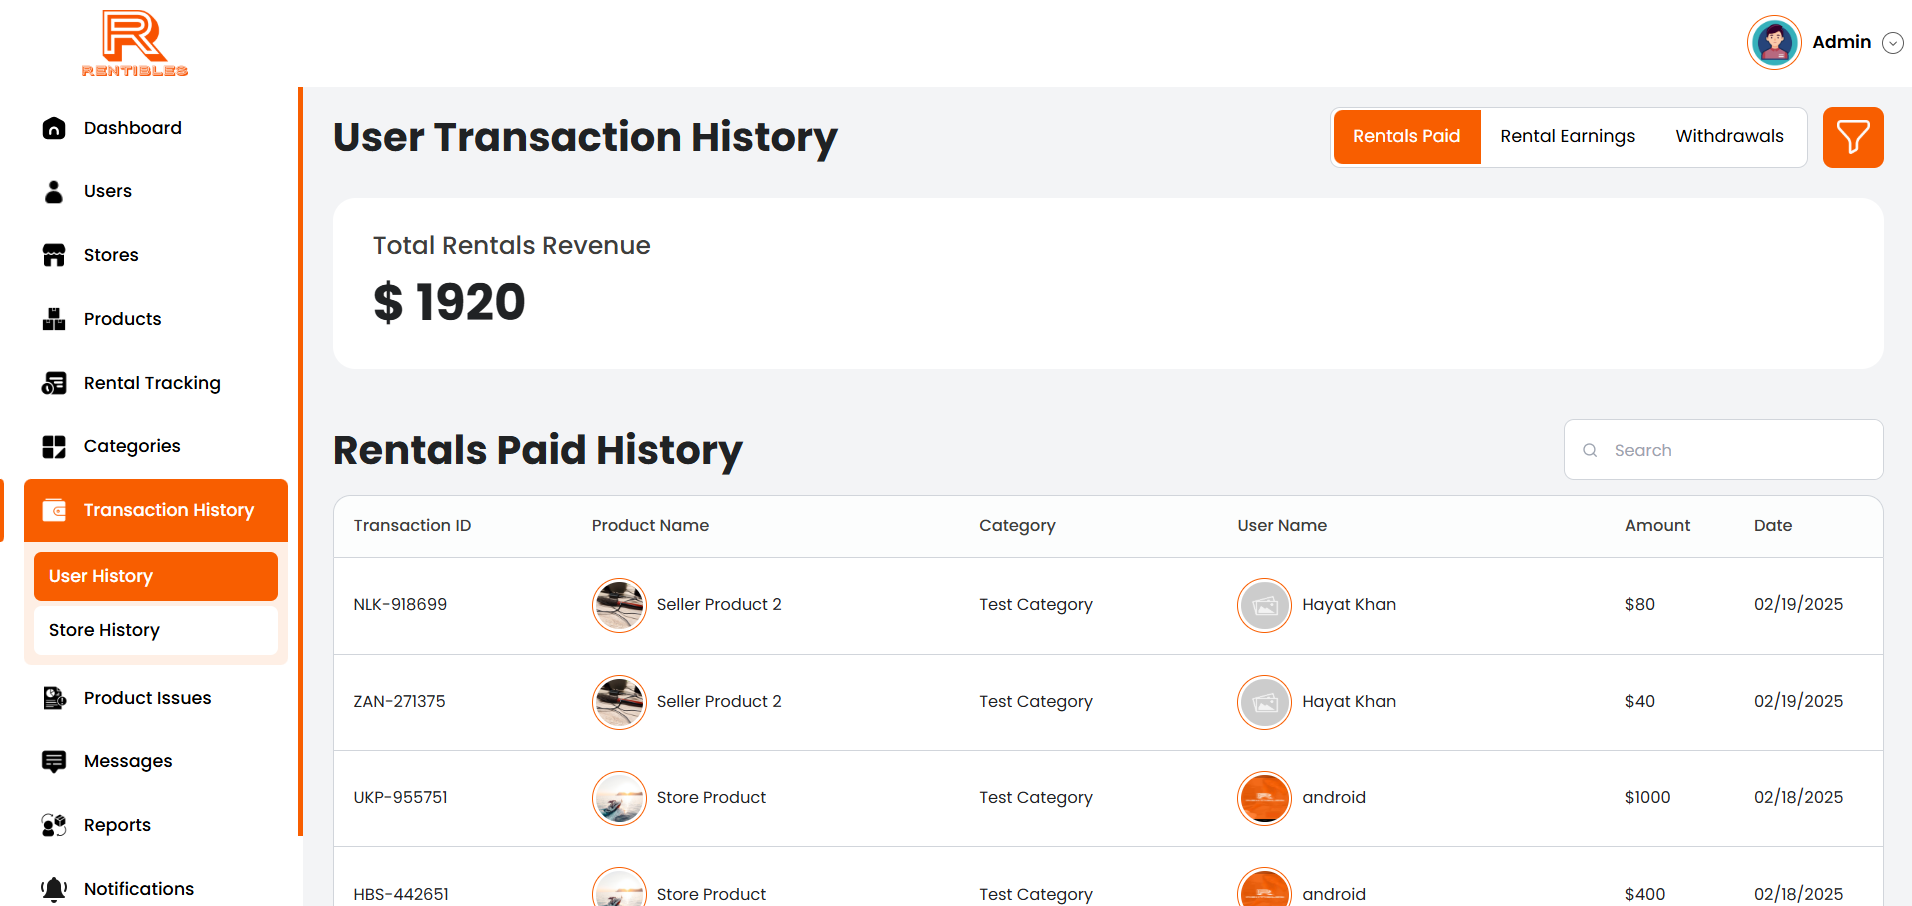 R
RENTIBLES
Admin
Dashboard
Users
Stores
Products
Rental Tracking
Categories
Transaction History
User History
Store History
Product Issues
Messages
Reports
Notifications
User Transaction History
Rentals Paid Rental Earnings Withdrawals
Total Rentals Revenue
$ 1920
Rentals Paid History
Search
Transaction ID Product Name Category User Name Amount Date
NLK-918699 Seller Product 2 Test Category Hayat Khan $80 02/19/2025
ZAN-271375 Seller Product 2 Test Category Hayat Khan $40 02/19/2025
UKP-955751 Store Product Test Category android $1000 02/18/2025
HBS-442651 Store Product Test Category android $400 02/18/2025